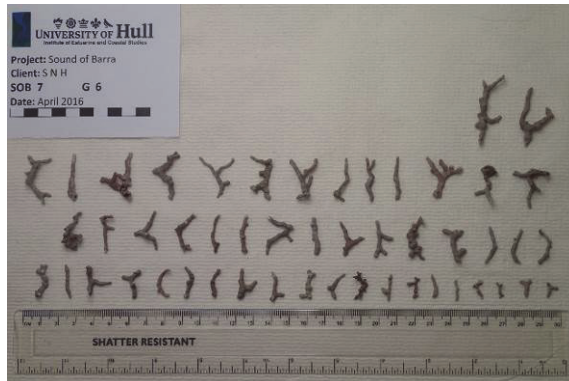 UNIVERSITY OF Hull
Institute of Estuarine and Coastal Studies
Project: Sound of Barra
Client: S N H
SOB 7 G 6
Date: April 2016
SHATTER RESISTANT